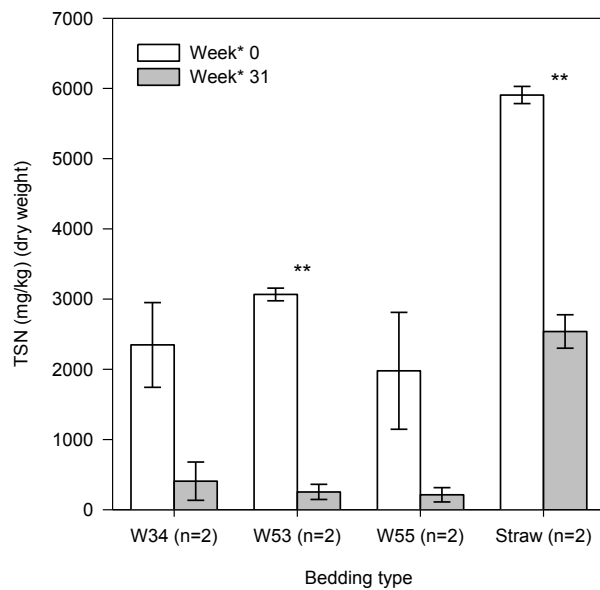 7000
6000
5000
4000
3000
2000
1000
0
TSN (mg/kg) (dry weight)
Week* 0
Week* 31
**
**
W34 (n=2)
W53 (n=2)
W55 (n=2)
Straw (n=2)
Bedding type